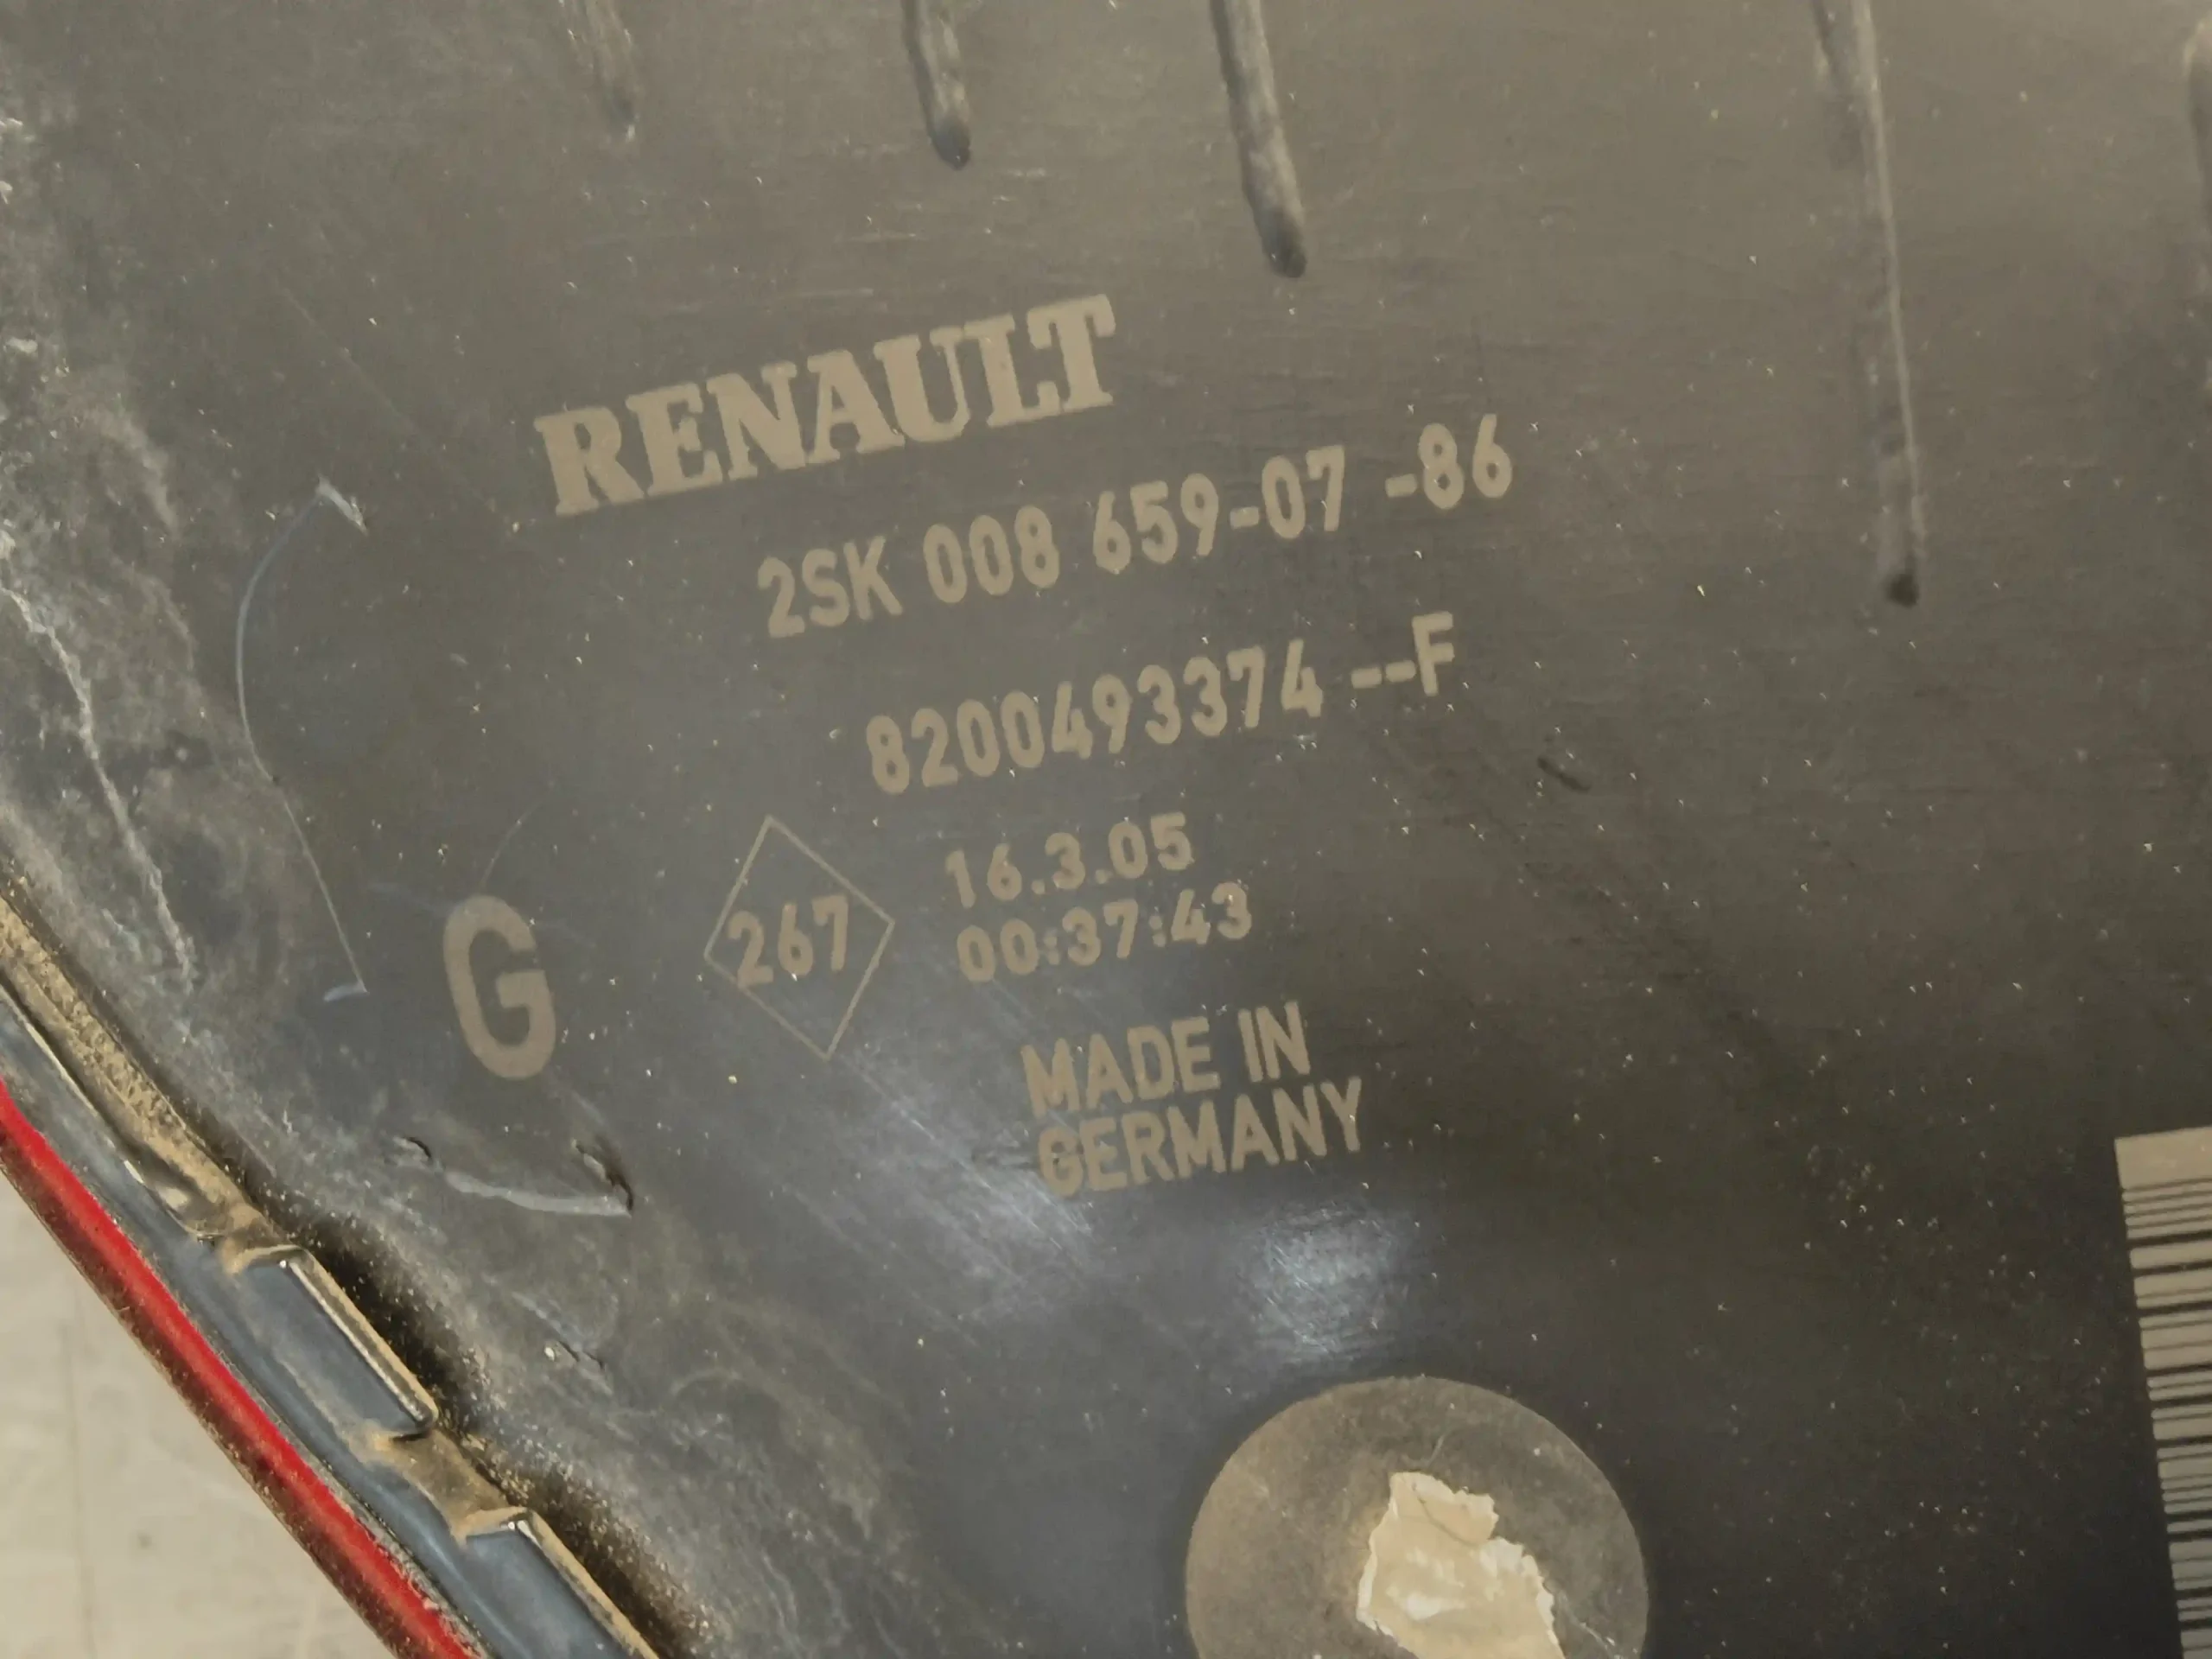 RENAULT
2SK 008 659-07 -86
8200493374 --F
16.3.05
G
267
00:37:43
MADE IN
GERMANY